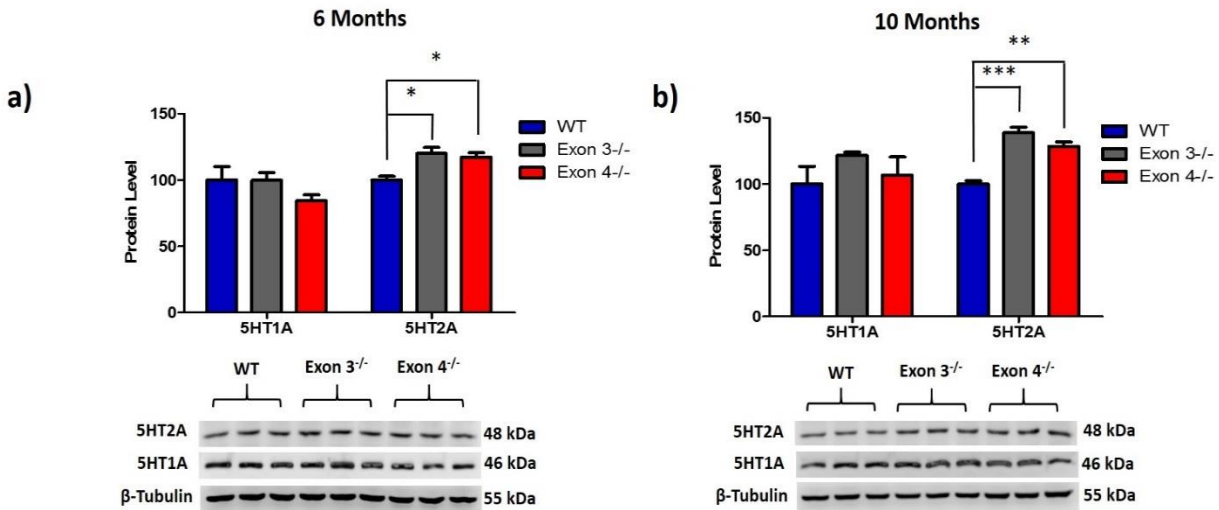 6 Months
a)
*
*
Protein Level
150
100
50
0
5HT1A
5HT2A
WT
Exon 3-/-
Exon 4-/-
WT
Exon 3-/-
Exon 4-/-
5HT2A
48 kDa
5HT1A
46 kDa
β-Tubulin
55 kDa
10 Months
b)
**
***
Protein Level
150
100
50
0
5HT1A
5HT2A
WT
Exon 3-/-
Exon 4-/-
WT
Exon 3-/-
Exon 4-/-
5HT2A
48 kDa
5HT1A
46 kDa
β-Tubulin
55 kDa